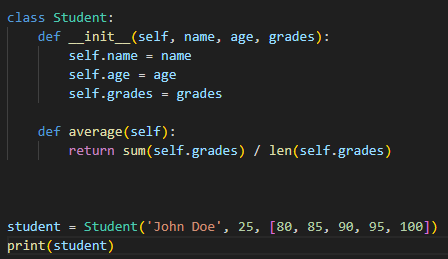 class Student:
    def __init__(self, name, age, grades):
        self.name = name
        self.age = age
        self.grades = grades

    def average(self):
        return sum(self.grades) / len(self.grades)


student = Student('John Doe', 25, [80, 85, 90, 95, 100])
print(student)